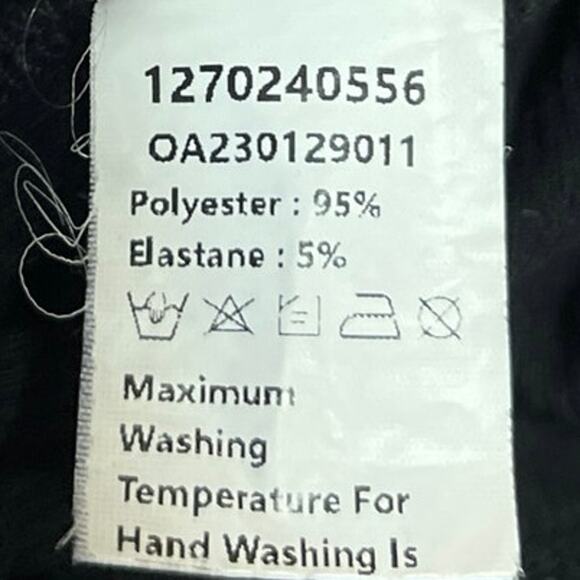 1270240556
OA230129011
Polyester : 95%
Elastane : 5%
Maximum
Washing
Temperature For
Hand Washing Is